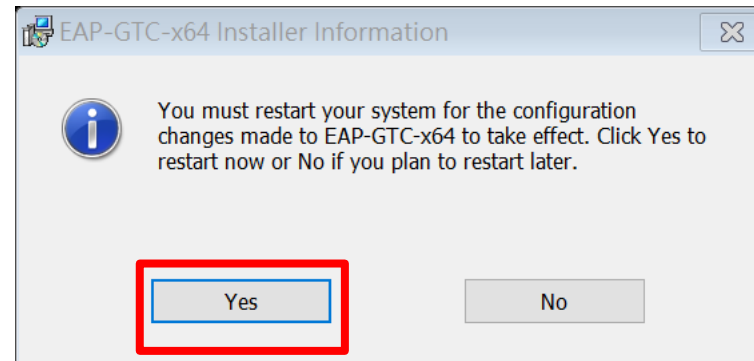 EAP-GTC-x64 Installer Information
You must restart your system for the configuration
changes made to EAP-GTC-x64 to take effect. Click Yes to
restart now or No if you plan to restart later.
Yes
No